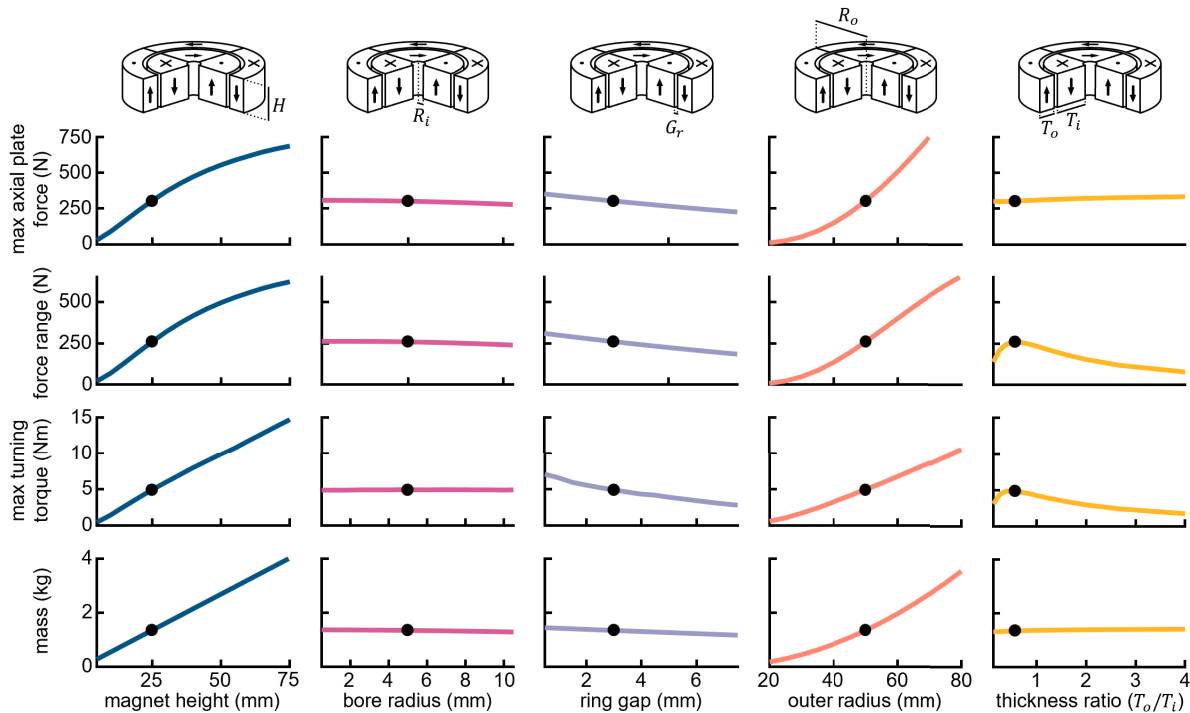 R_o
H
R_i
G_r
T_o T_i
max axial plate
force (N)
750
500
250
0
force range (N)
500
250
0
max turning
torque (Nm)
15
10
5
0
mass (kg)
4
2
0
25 50 75
magnet height (mm)
2 4 6 8 10
bore radius (mm)
2 4 6
ring gap (mm)
20 40 60 80
outer radius (mm)
0 1 2 3 4
thickness ratio (T_o/T_i)